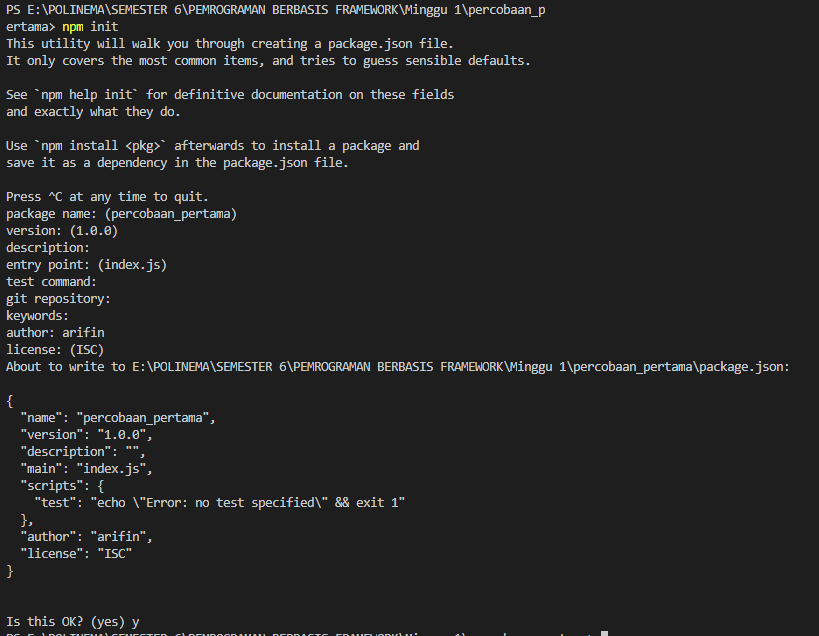 PS E:\POLINEMA\SEMESTER 6\PEMROGRAMAN BERBASIS FRAMEWORK\Minggu 1\percobaan_p
ertama> npm init
This utility will walk you through creating a package.json file.
It only covers the most common items, and tries to guess sensible defaults.
See `npm help init` for definitive documentation on these fields
and exactly what they do.
Use `npm install <pkg>` afterwards to install a package and
save it as a dependency in the package.json file.
Press ^C at any time to quit.
package name: (percobaan_pertama)
version: (1.0.0)
description:
entry point: (index.js)
test command:
git repository:
keywords:
author: arifin
license: (ISC)
About to write to E:\POLINEMA\SEMESTER 6\PEMROGRAMAN BERBASIS FRAMEWORK\Minggu 1\percobaan_pertama\package.json:
{
  "name": "percobaan_pertama",
  "version": "1.0.0",
  "description": "",
  "main": "index.js",
  "scripts": {
    "test": "echo \"Error: no test specified\" && exit 1"
  },
  "author": "arifin",
  "license": "ISC"
}
Is this OK? (yes) y